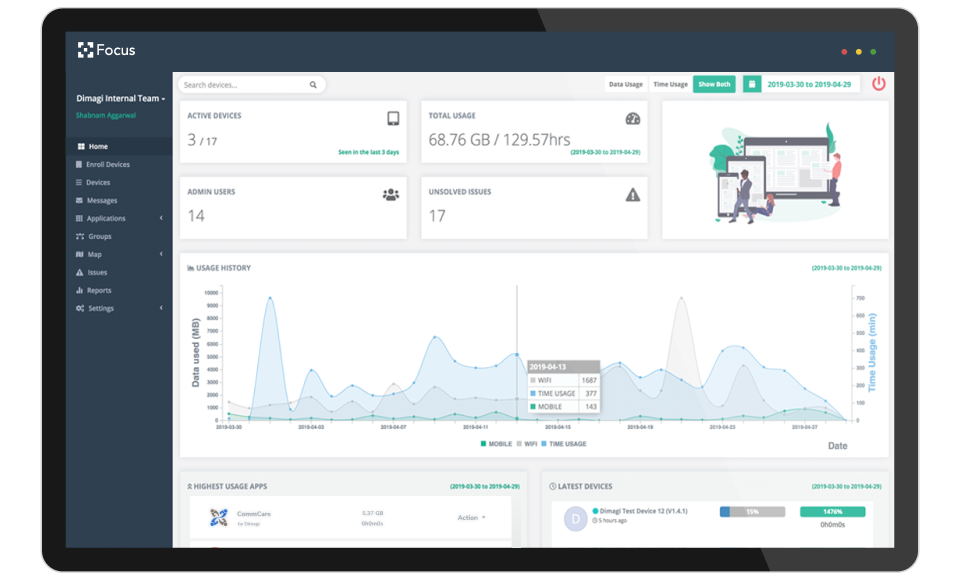 Focus
Dimagi Internal Team
Shabnam Aggarwal
Home
Enroll Devices
Devices
Messages
Applications
Groups
Map
Issues
Reports
Settings
Search devices...
Data Usage
Time Usage
Show Both
2019-03-30 to 2019-04-29
ACTIVE DEVICES
3 / 17
Seen in the last 3 days
TOTAL USAGE
68.76 GB / 129.57hrs
(2019-03-30 to 2019-04-29)
ADMIN USERS
14
UNSOLVED ISSUES
17
USAGE HISTORY
(2019-03-30 to 2019-04-29)
Data used (MB)
10000
9000
8000
7000
6000
5000
4000
3000
2000
1000
0
700
600
500
400
300
200
100
0
Time Usage (min)
2019-04-13
WIFI 1687
TIME USAGE 377
MOBILE 143
2019-03-30
2019-04-03
2019-04-07
2019-04-11
2019-04-15
2019-04-19
2019-04-23
2019-04-27
MOBILE WIFI TIME USAGE
Date
HIGHEST USAGE APPS
(2019-03-30 to 2019-04-29)
CommCare
by Dimagi
5.37 GB
0h0m0s
Action
LATEST DEVICES
(2019-03-30 to 2019-04-29)
D
Dimagi Test Device 12 (V1.4.1)
5 hours ago
15%
1476%
0h0m0s